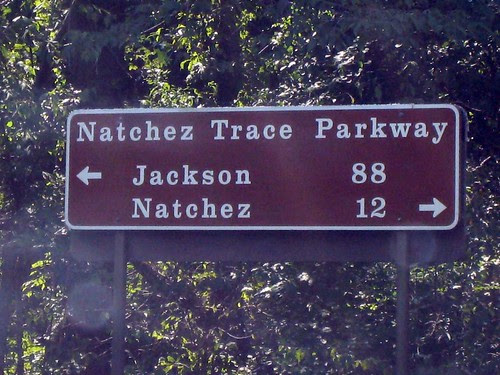 Natchez Trace Parkway
← Jackson 88
Natchez 12 →